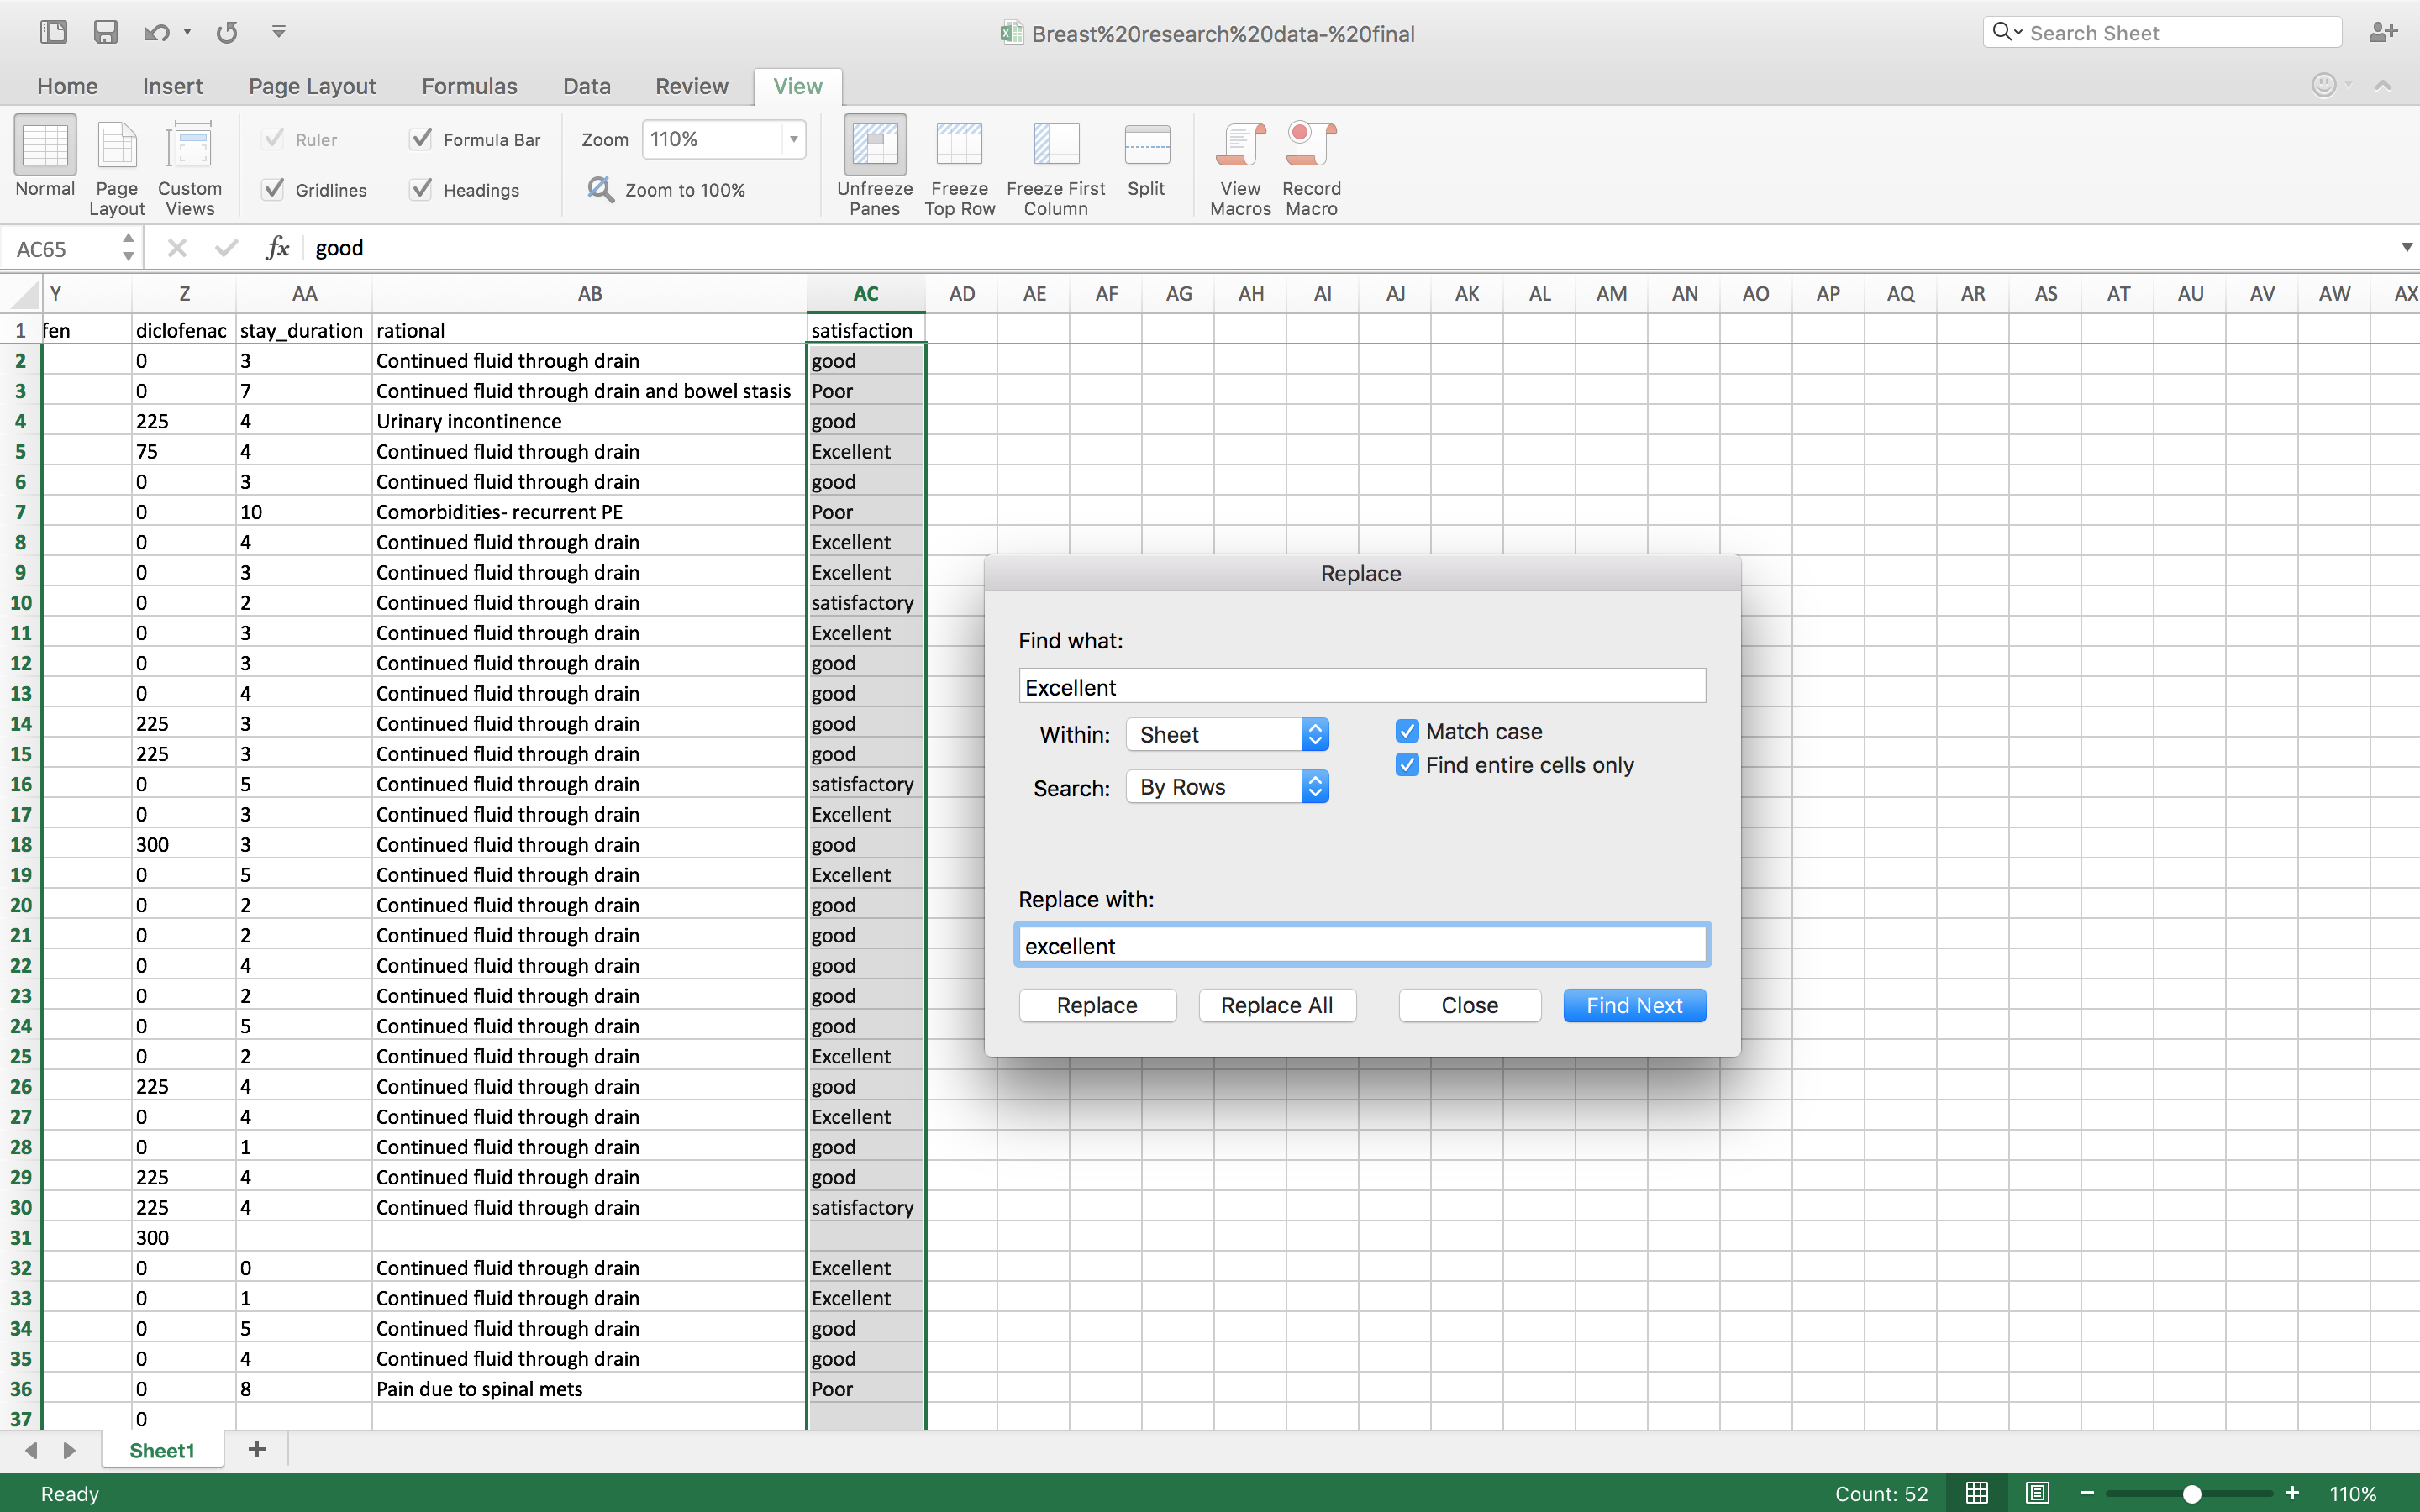 Breast%20research%20data-%20final
Search Sheet
Home Insert Page Layout Formulas Data Review View
Ruler Formula Bar Zoom 110%
Gridlines Headings Zoom to 100%
Normal Page Layout Custom Views Unfreeze Panes Freeze Top Row Freeze First Column Split View Macros Record Macro
AC65 fx good
Y Z AA AB AC AD AE AF AG AH AI AJ AK AL AM AN AO AP AQ AR AS AT AU AV AW AX
1 fen diclofenac stay_duration rational satisfaction
2 0 3 Continued fluid through drain good
3 0 7 Continued fluid through drain and bowel stasis Poor
4 225 4 Urinary incontinence good
5 75 4 Continued fluid through drain Excellent
6 0 3 Continued fluid through drain good
7 0 10 Comorbidities- recurrent PE Poor
8 0 4 Continued fluid through drain Excellent
9 0 3 Continued fluid through drain Excellent
10 0 2 Continued fluid through drain satisfactory
11 0 3 Continued fluid through drain Excellent
12 0 3 Continued fluid through drain good
13 0 4 Continued fluid through drain good
14 225 3 Continued fluid through drain good
15 225 3 Continued fluid through drain good
16 0 5 Continued fluid through drain satisfactory
17 0 3 Continued fluid through drain Excellent
18 300 3 Continued fluid through drain good
19 0 5 Continued fluid through drain Excellent
20 0 2 Continued fluid through drain good
21 0 2 Continued fluid through drain good
22 0 4 Continued fluid through drain good
23 0 2 Continued fluid through drain good
24 0 5 Continued fluid through drain good
25 0 2 Continued fluid through drain Excellent
26 225 4 Continued fluid through drain good
27 0 4 Continued fluid through drain Excellent
28 0 1 Continued fluid through drain good
29 225 4 Continued fluid through drain good
30 225 4 Continued fluid through drain satisfactory
31 300
32 0 0 Continued fluid through drain Excellent
33 0 1 Continued fluid through drain Excellent
34 0 5 Continued fluid through drain good
35 0 4 Continued fluid through drain good
36 0 8 Pain due to spinal mets Poor
37 0
Replace
Find what:
Excellent
Within: Sheet Match case
Find entire cells only
Search: By Rows
Replace with:
excellent
Replace Replace All Close Find Next
Sheet1
Ready Count: 52 110%